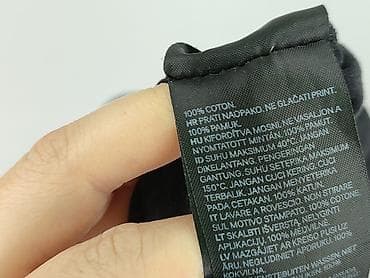 100% COTON.
HR PRATI NAOPAKO. NE GLAČATI PRINT.
100% PAMUK.
HU KIFORDÍTVA MOSNI, NE VASALJON A
NYOMTATOTT MINTÁN. 100% PAMUT.
ID SUHU MAKSIMUM 40°C. JANGAN
DIKELANTANG. PENGERINGAN
GANTUNG. SUHU SETERIKA MAKSIMUM
150°C. JANGAN CUCI KERING. CUCI
TERBALIK. JANGAN MENYETERIKA
PADA CETAKAN. 100% KATUN.
IT LAVARE A ROVESCIO. NON STIRARE
SUL MOTIVO STAMPATO. 100% COTONE.
LT SKALBTI IŠVERTUS. NELYGINTI
APLIKACIJŲ. 100% MEDVILNĖ.
LV MAZGĀJIET AR KREISO PUSI UZ
ĀRU. NEGLUDINIET APDRUKU. 100%
KOKVILNA.